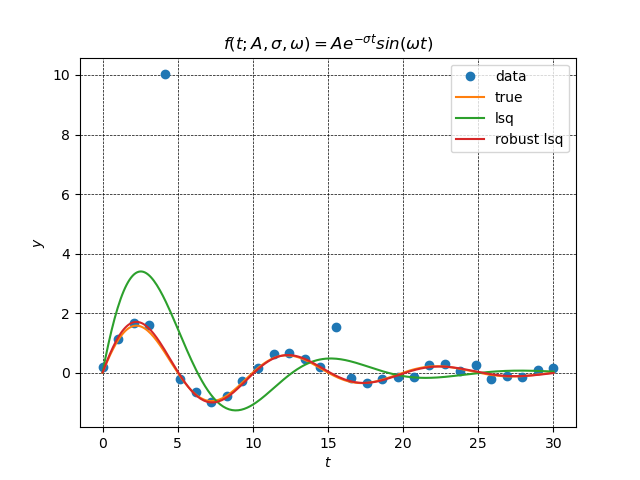 f(t; A, σ, ω) = Ae^{−σt}sin(ωt)
data
true
lsq
robust lsq
10
8
6
4
2
0
y
0 5 10 15 20 25 30
t